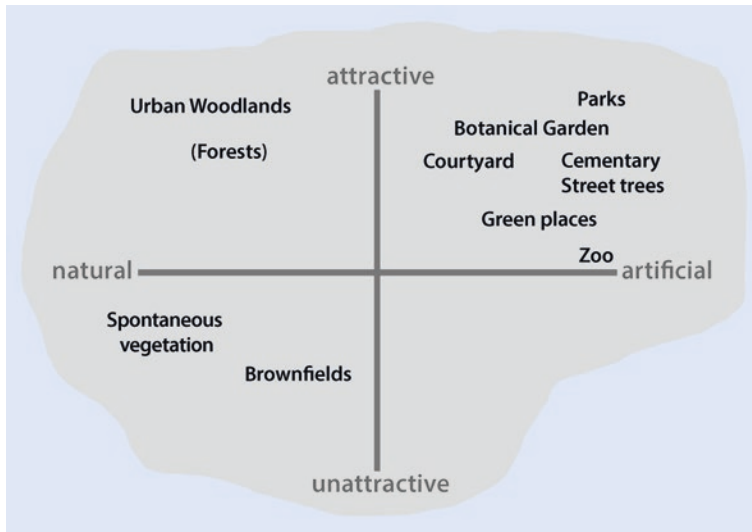 attractive
Parks
Urban Woodlands
Botanical Garden
(Forests)
Courtyard
Cementary
Street trees
Green places
Zoo
natural
artificial
Spontaneous
vegetation
Brownfields
unattractive